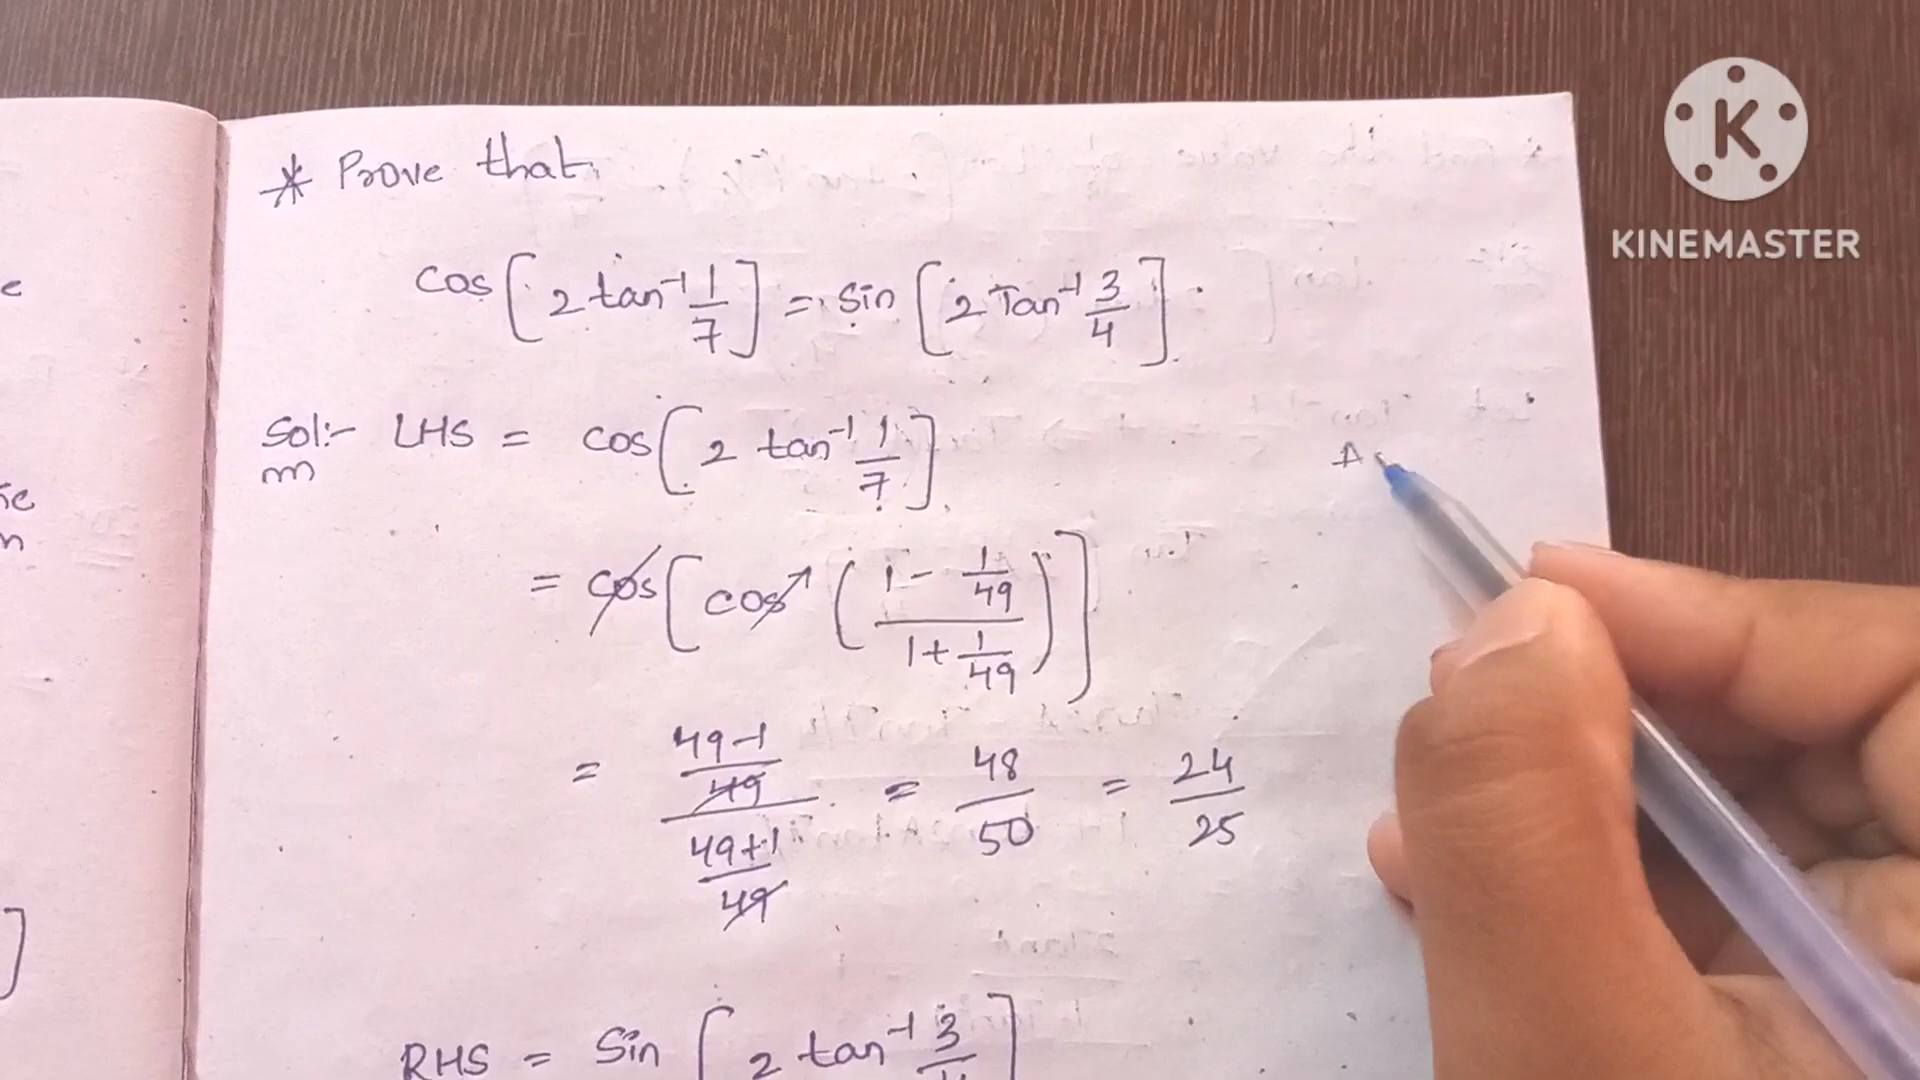 K
KINEMASTER
* Prove that
cos [2 tan⁻¹ 1/7] = sin [2 Tan⁻¹ 3/4].
Sol:- LHS = cos [2 tan⁻¹ 1/7]
= cos [cos⁻¹ ((1 - 1/49)/(1 + 1/49))]
= ((49-1)/49)/((49+1)/49) = 48/50 = 24/25
RHS = Sin [2 tan⁻¹ 3/4]